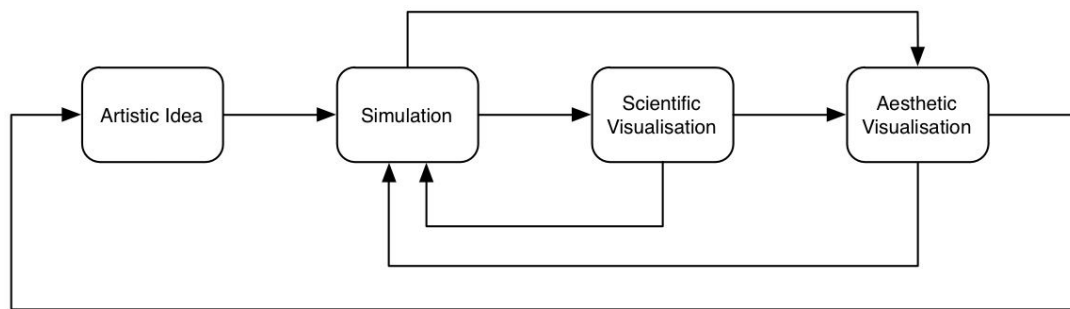 Artistic Idea
Simulation
Scientific
Visualisation
Aesthetic
Visualisation